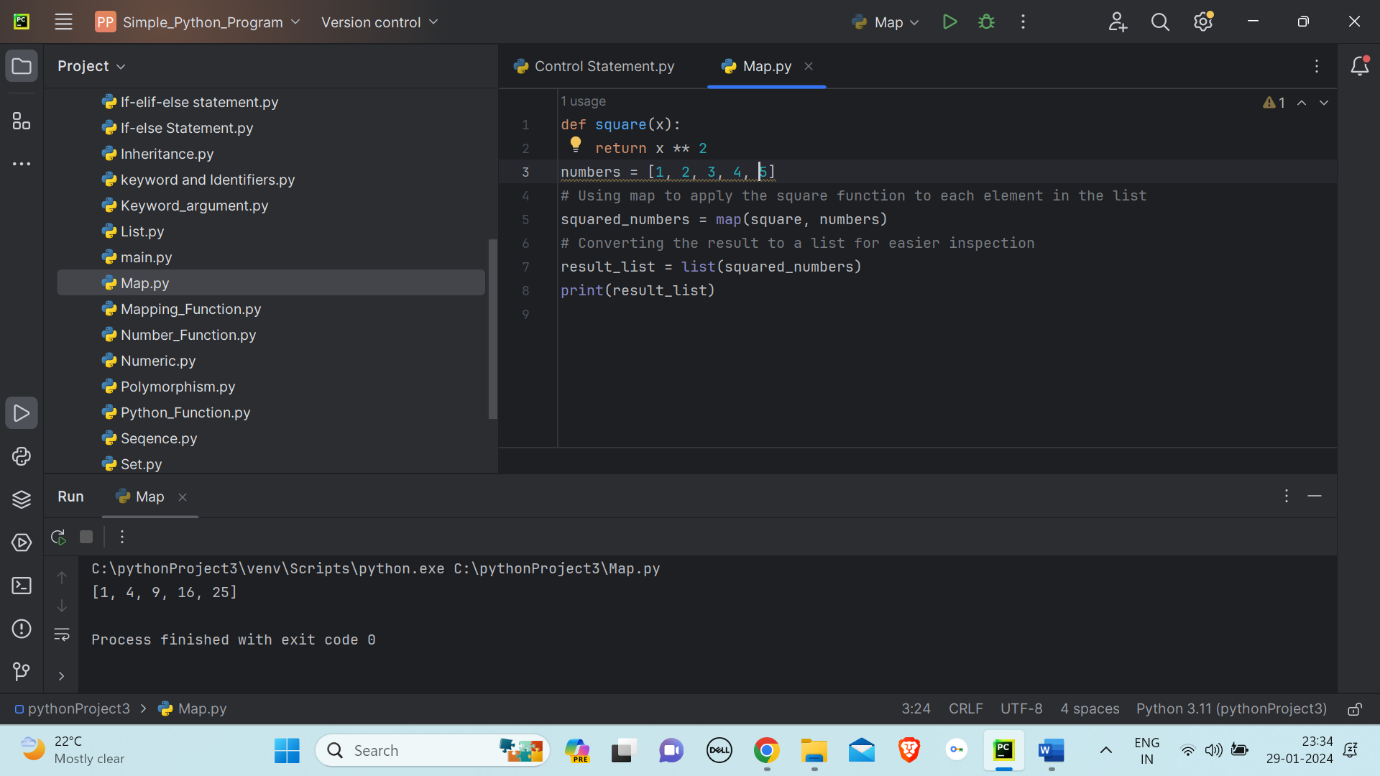 PC
PP Simple_Python_Program Version control Map
Project
If-elif-else statement.py
If-else Statement.py
Inheritance.py
keyword and Identifiers.py
Keyword_argument.py
List.py
main.py
Map.py
Mapping_Function.py
Number_Function.py
Numeric.py
Polymorphism.py
Python_Function.py
Seqence.py
Set.py
Control Statement.py Map.py
1 usage
1
1 def square(x):
2 return x ** 2
3 numbers = [1, 2, 3, 4, 5]
4 # Using map to apply the square function to each element in the list
5 squared_numbers = map(square, numbers)
6 # Converting the result to a list for easier inspection
7 result_list = list(squared_numbers)
8 print(result_list)
9
Run Map
C:\pythonProject3\venv\Scripts\python.exe C:\pythonProject3\Map.py
[1, 4, 9, 16, 25]
Process finished with exit code 0
pythonProject3 > Map.py 3:24 CRLF UTF-8 4 spaces Python 3.11 (pythonProject3)
22°C
Mostly clear
Search
PRE
DELL
PC
W
ENG
IN
23:34
29-01-2024